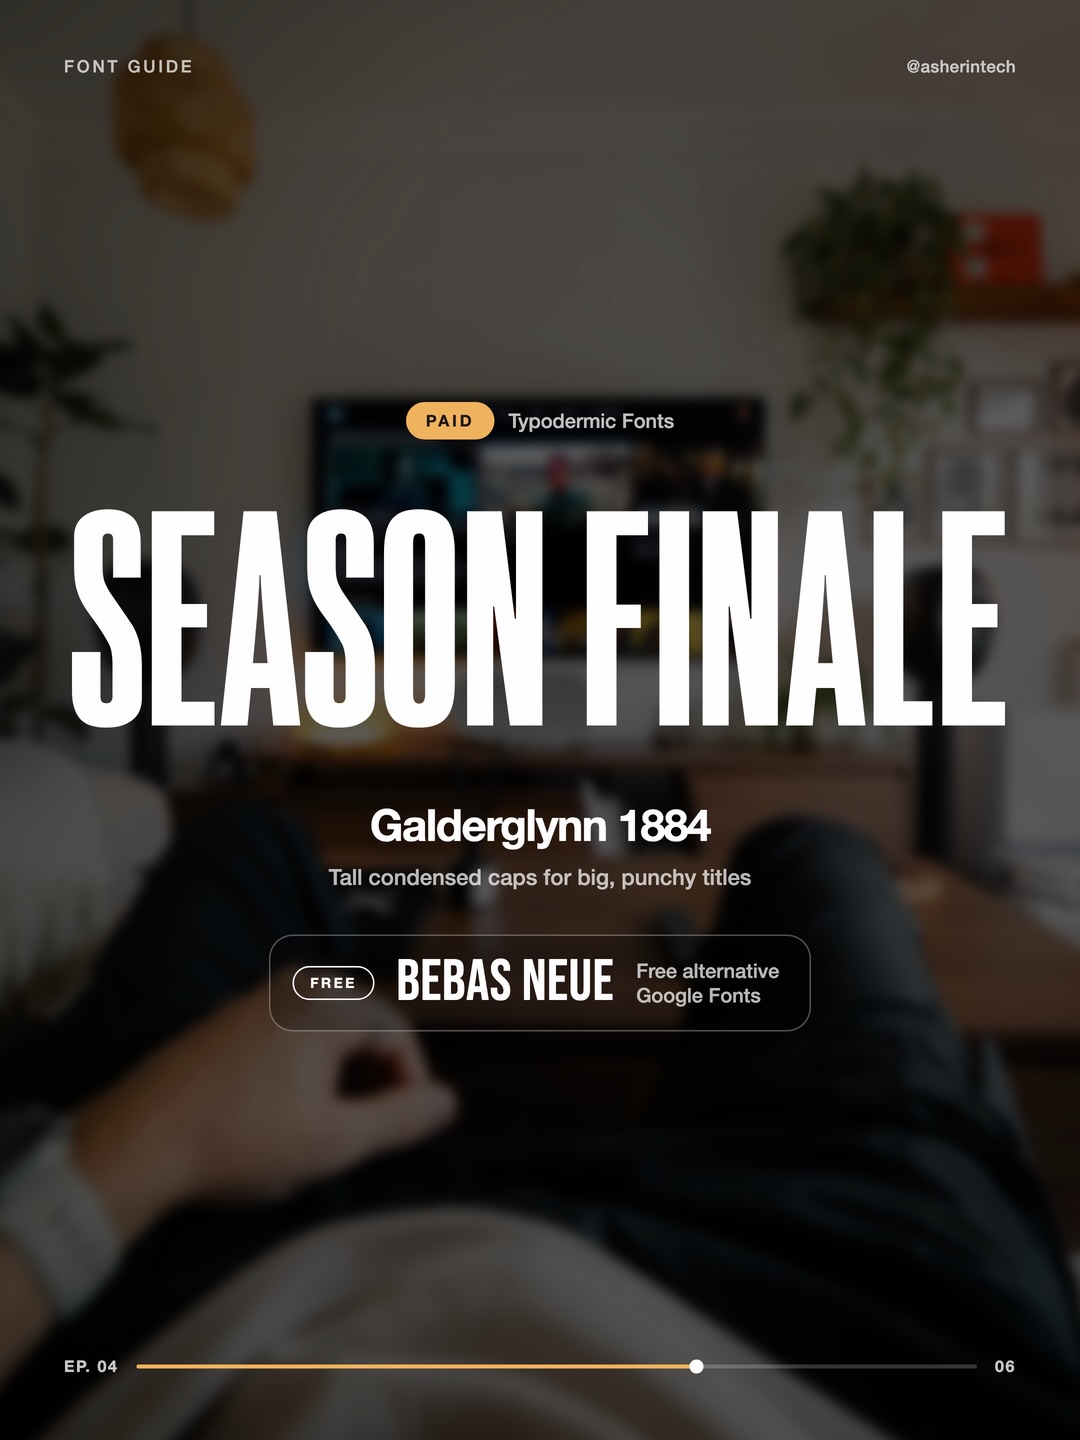 FONT GUIDE
@asherintech
PAID
Typodermic Fonts
SEASON FINALE
Galderglynn 1884
Tall condensed caps for big, punchy titles
FREE
BEBAS NEUE
Free alternative
Google Fonts
EP. 04
06